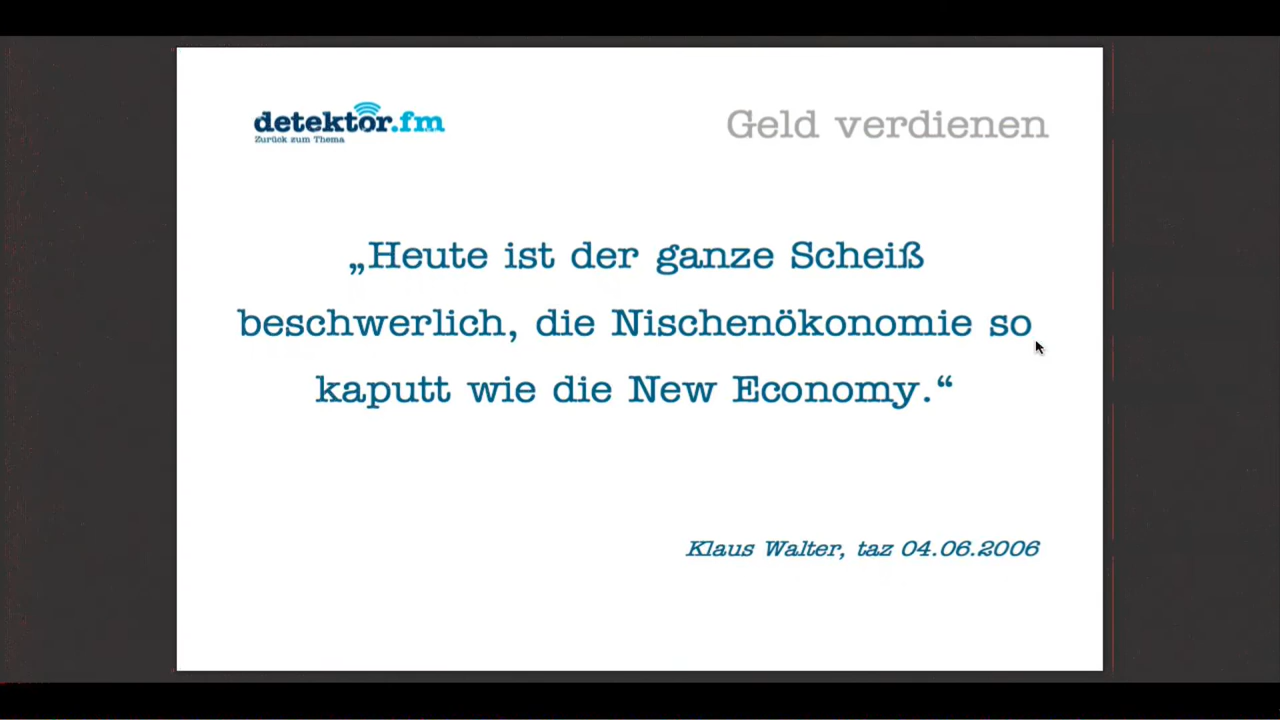 detektor.fm
Zurück zum Thema
Geld verdienen
„Heute ist der ganze Scheiß
beschwerlich, die Nischenökonomie so
kaputt wie die New Economy.“
Klaus Walter, taz 04.06.2006